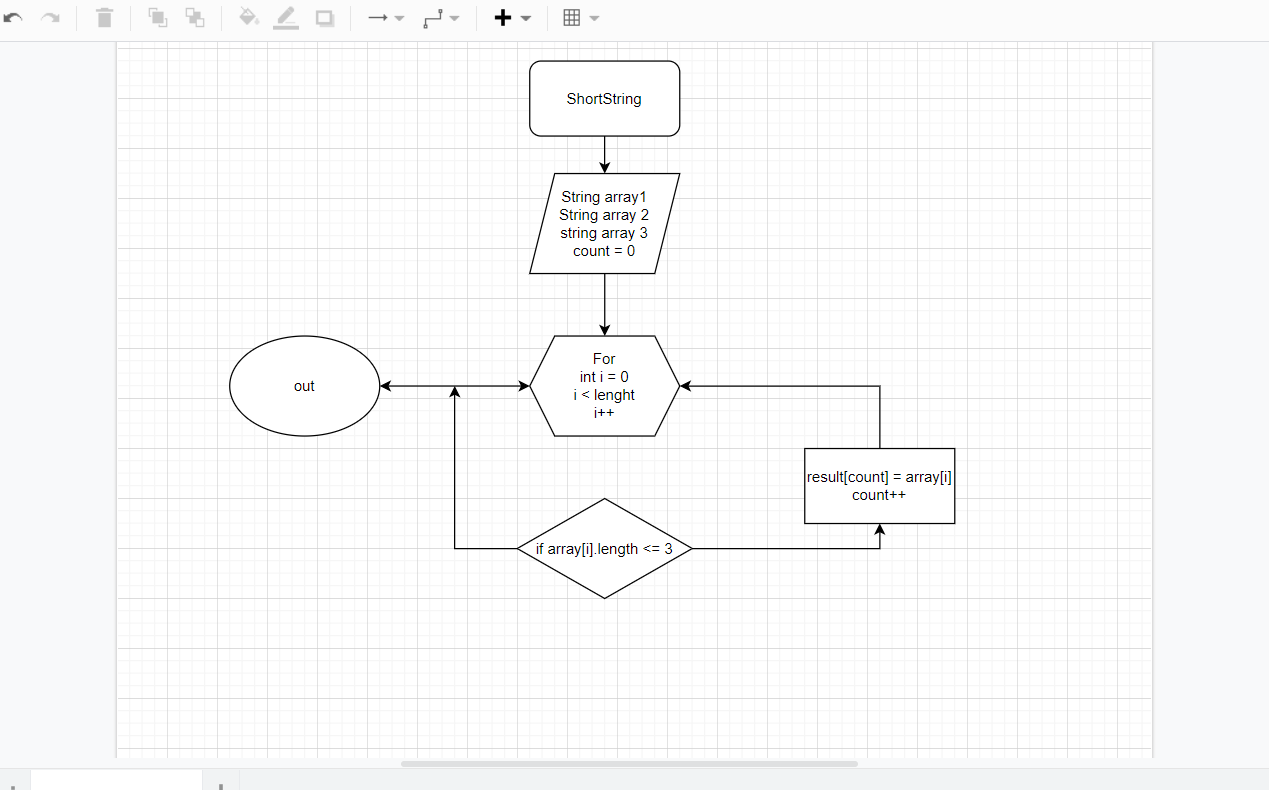 ShortString
String array1
String array 2
string array 3
count = 0
out
For
int i = 0
i < lenght
i++
result[count] = array[i]
count++
if array[i].length <= 3